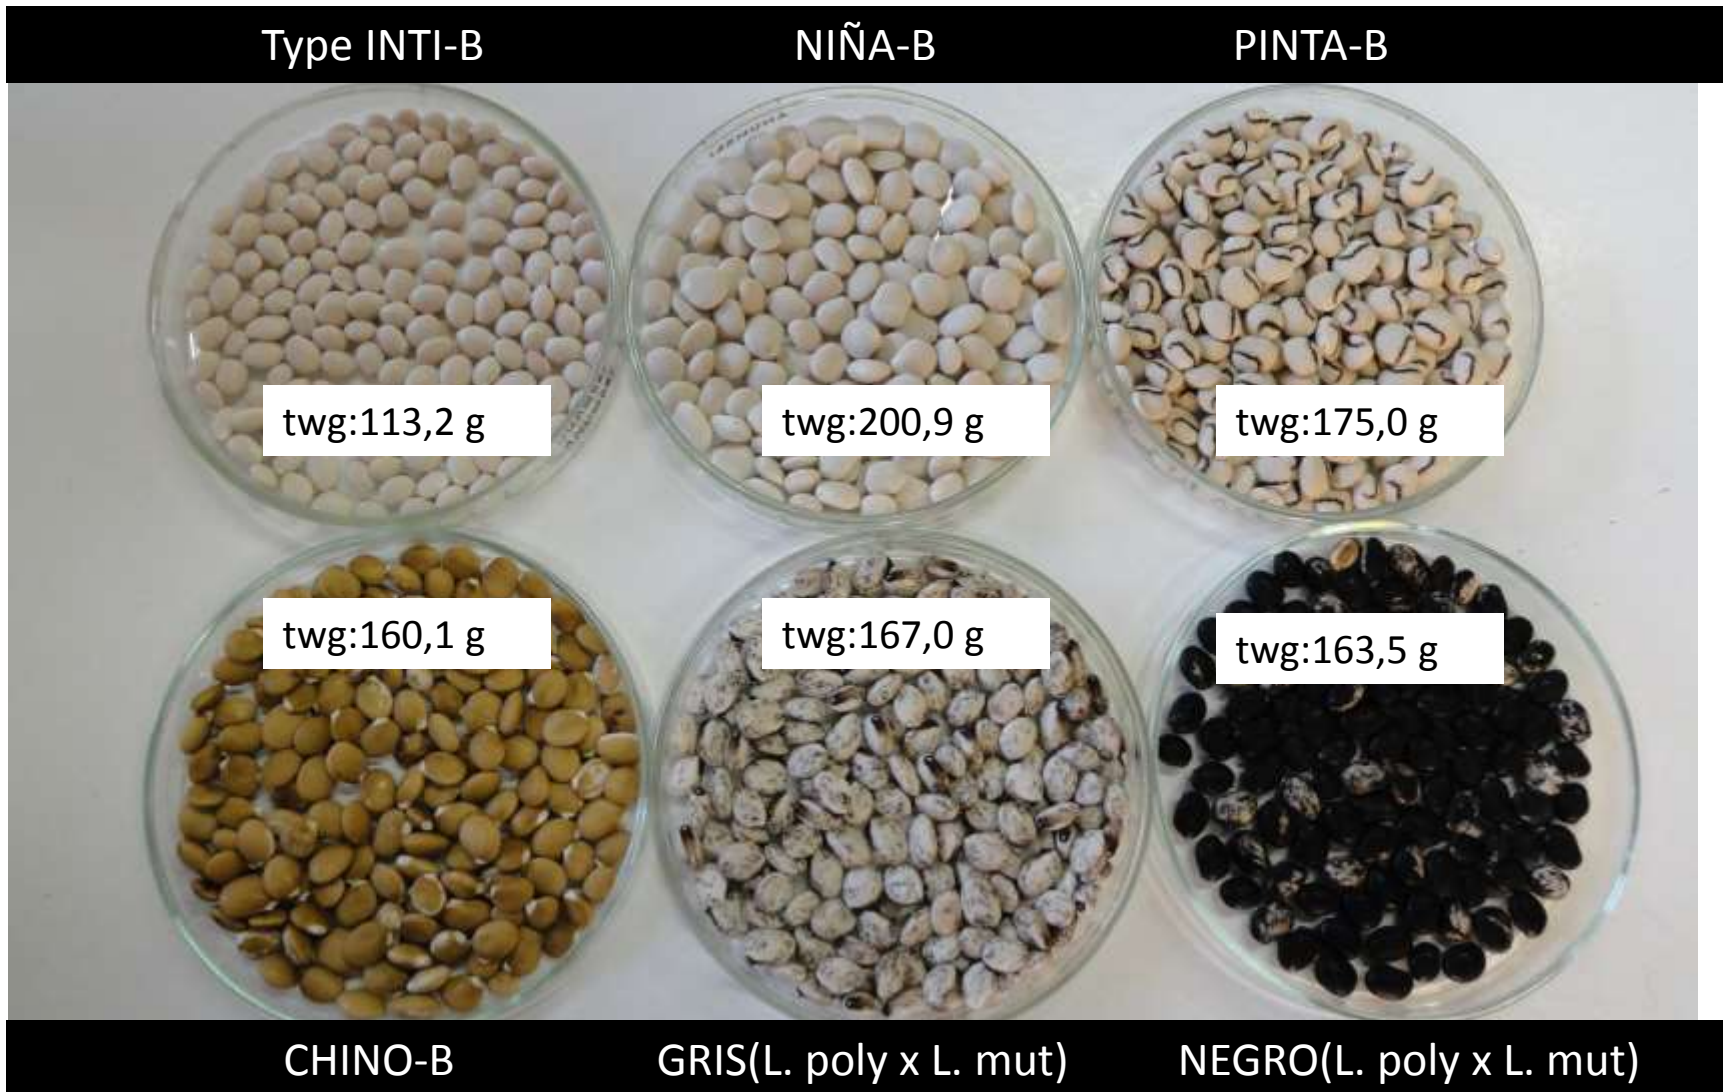 Type INTI-B NIÑA-B PINTA-B
twg:113,2 g twg:200,9 g twg:175,0 g
twg:160,1 g twg:167,0 g twg:163,5 g
CHINO-B GRIS(L. poly x L. mut) NEGRO(L. poly x L. mut)